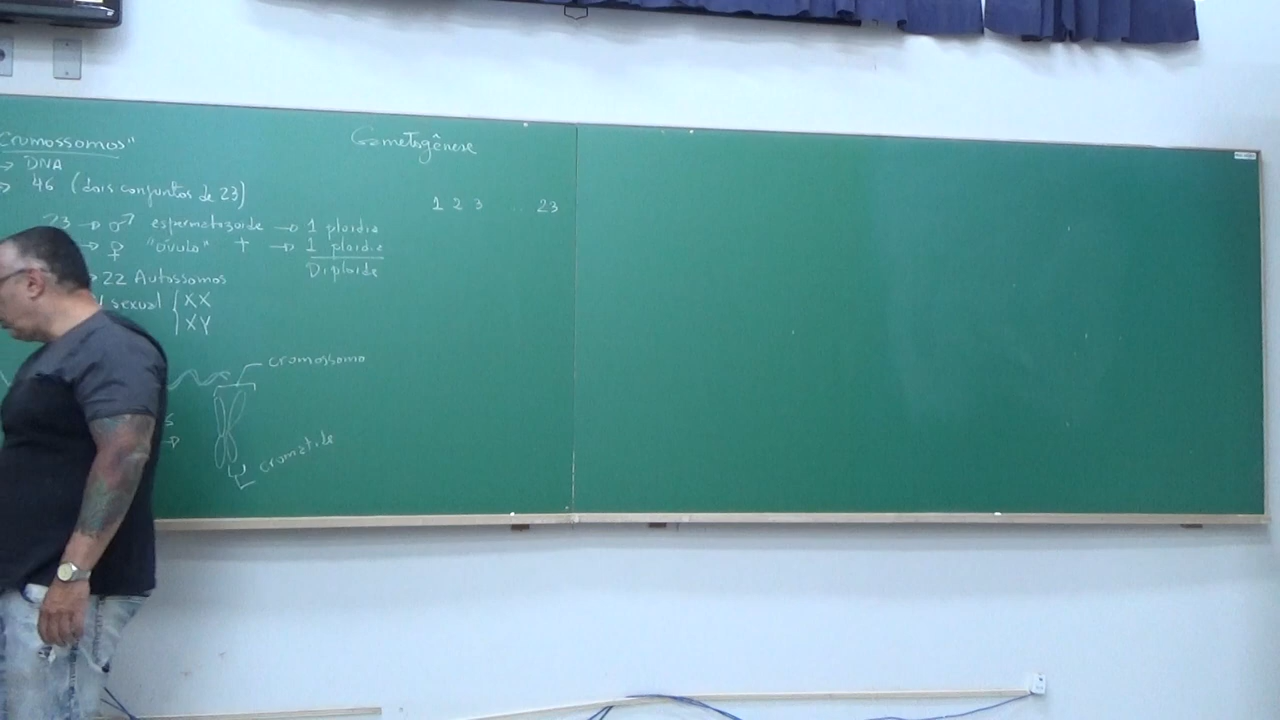 Cromossomos"
→ DNA
→ 46 (dois conjuntos de 23)
23 → ♂ espermatozoide → 1 ploidia
→ ♀ "óvulo" + → 1 ploidia
Diploide
22 Autossomos
sexual { XX
XY
cromossomo
cromatide
Gametogênese
1 2 3 ... 23